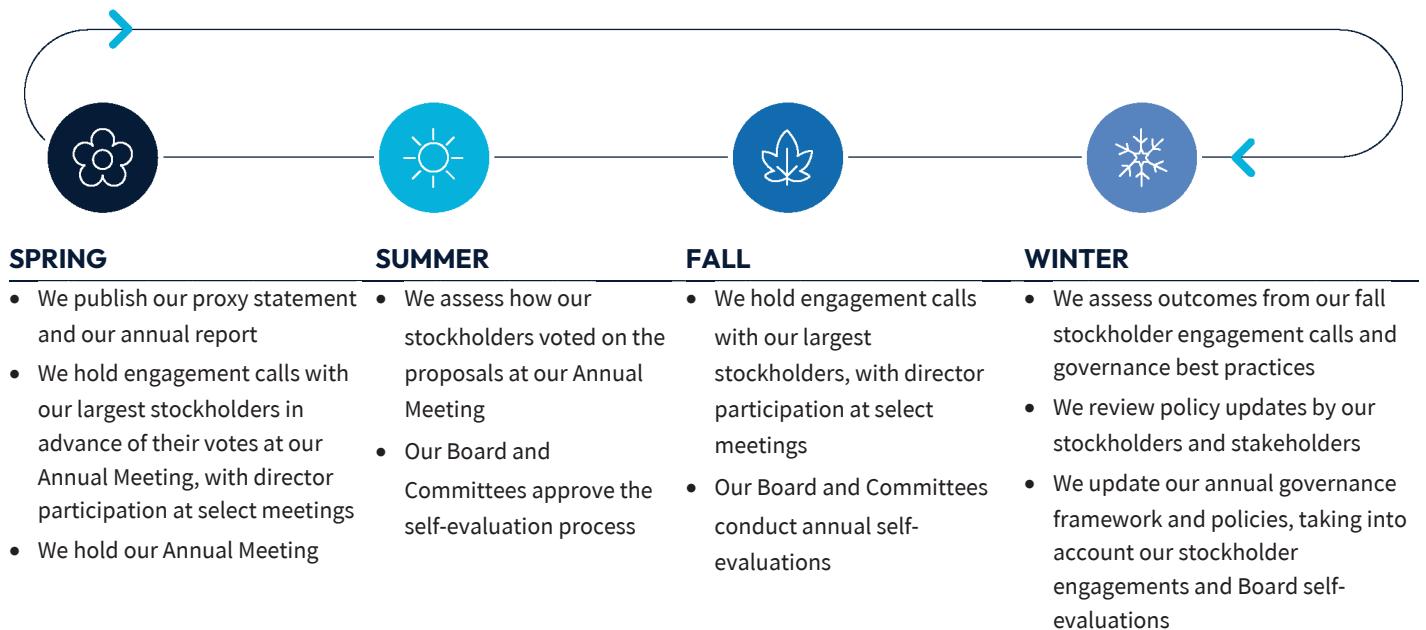 SPRING
• We publish our proxy statement
and our annual report
• We hold engagement calls with
our largest stockholders in
advance of their votes at our
Annual Meeting, with director
participation at select meetings
• We hold our Annual Meeting
SUMMER
• We assess how our
stockholders voted on the
proposals at our Annual
Meeting
• Our Board and
Committees approve the
self-evaluation process
FALL
• We hold engagement calls
with our largest
stockholders, with director
participation at select
meetings
• Our Board and Committees
conduct annual self-
evaluations
WINTER
• We assess outcomes from our fall
stockholder engagement calls and
governance best practices
• We review policy updates by our
stockholders and stakeholders
• We update our annual governance
framework and policies, taking into
account our stockholder
engagements and Board self-
evaluations